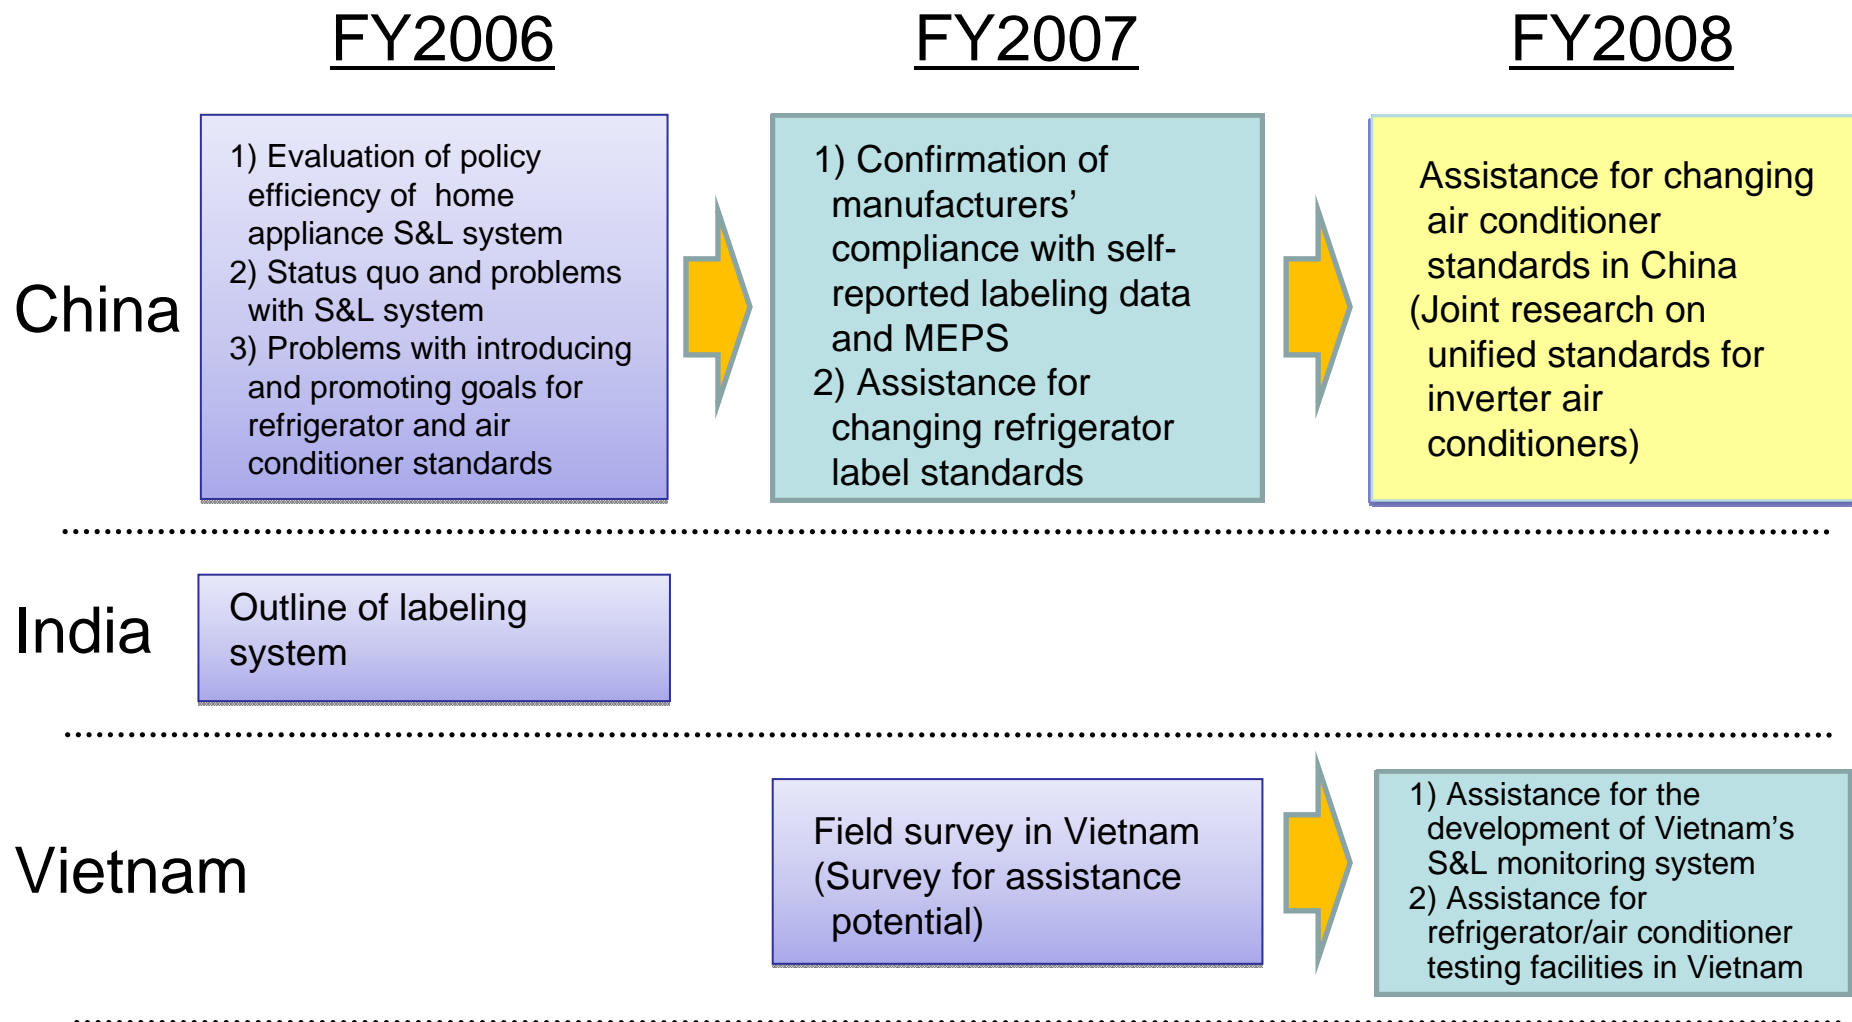 FY2006
FY2007
FY2008
China
1) Evaluation of policy
efficiency of home
appliance S&L system
2) Status quo and problems
with S&L system
3) Problems with introducing
and promoting goals for
refrigerator and air
conditioner standards
1) Confirmation of
manufacturers’
compliance with self-
reported labeling data
and MEPS
2) Assistance for
changing refrigerator
label standards
Assistance for changing
air conditioner
standards in China
(Joint research on
unified standards for
inverter air
conditioners)
India
Outline of labeling
system
Vietnam
Field survey in Vietnam
(Survey for assistance
potential)
1) Assistance for the
development of Vietnam’s
S&L monitoring system
2) Assistance for
refrigerator/air conditioner
testing facilities in Vietnam